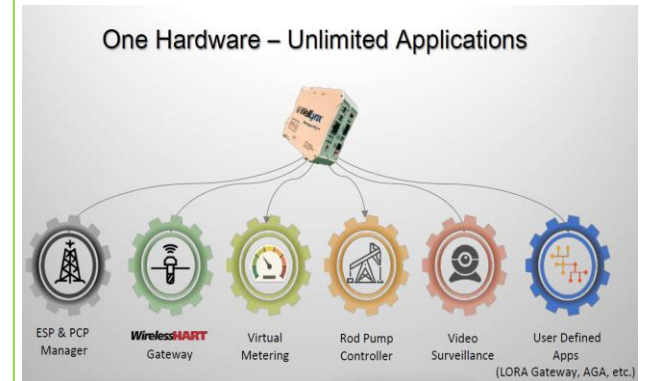 One Hardware – Unlimited Applications
WellLynx
ESP & PCP
Manager
WirelessHART
Gateway
Virtual
Metering
Rod Pump
Controller
Video
Surveillance
User Defined
Apps
(LORA Gateway, AGA, etc.)